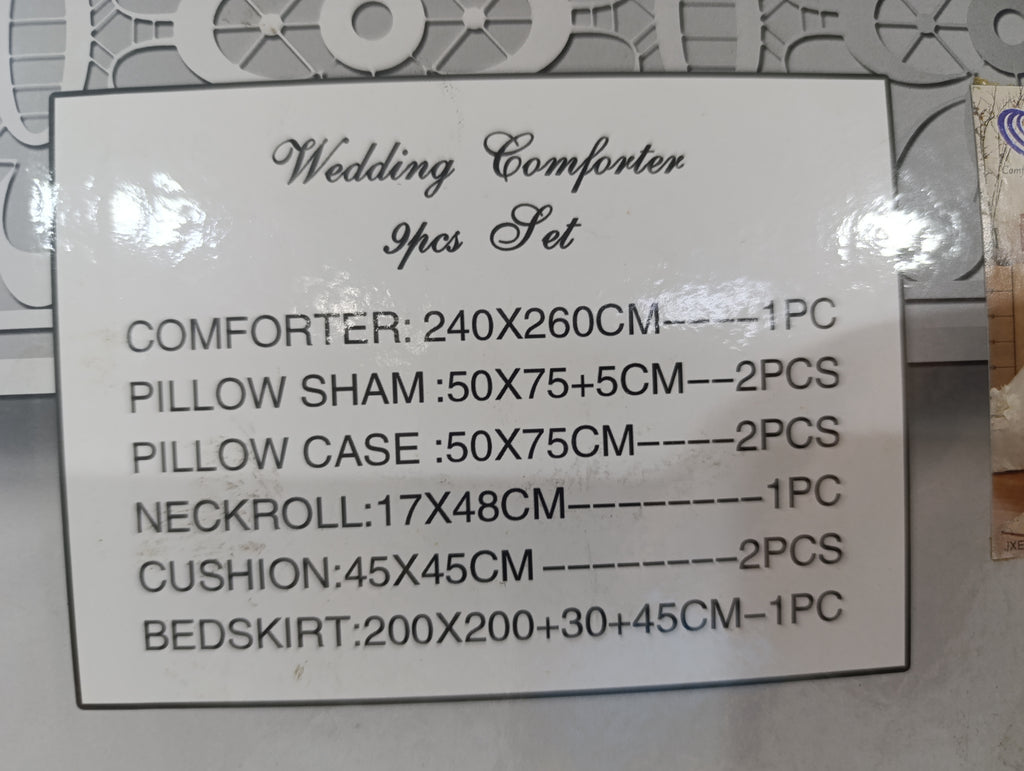 Wedding Comforter
9pcs Set
COMFORTER: 240X260CM-----1PC
PILLOW SHAM :50X75+5CM--2PCS
PILLOW CASE :50X75CM----2PCS
NECKROLL:17X48CM---------1PC
CUSHION:45X45CM --------2PCS
BEDSKIRT:200X200+30+45CM-1PC